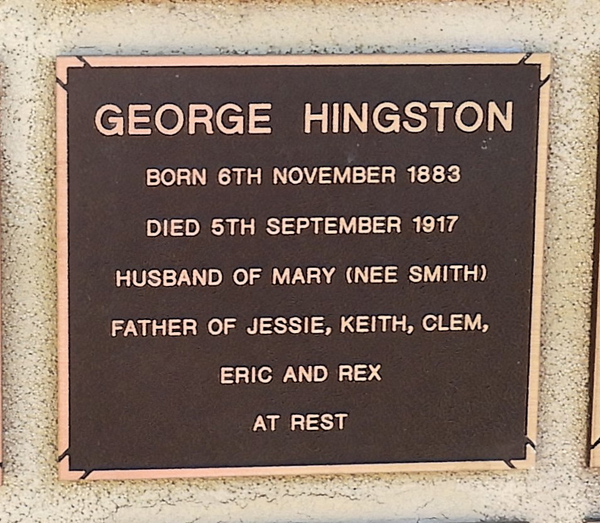 GEORGE HINGSTON
BORN 6TH NOVEMBER 1883
DIED 5TH SEPTEMBER 1917
HUSBAND OF MARY (NEE SMITH)
FATHER OF JESSIE, KEITH, CLEM,
ERIC AND REX
AT REST